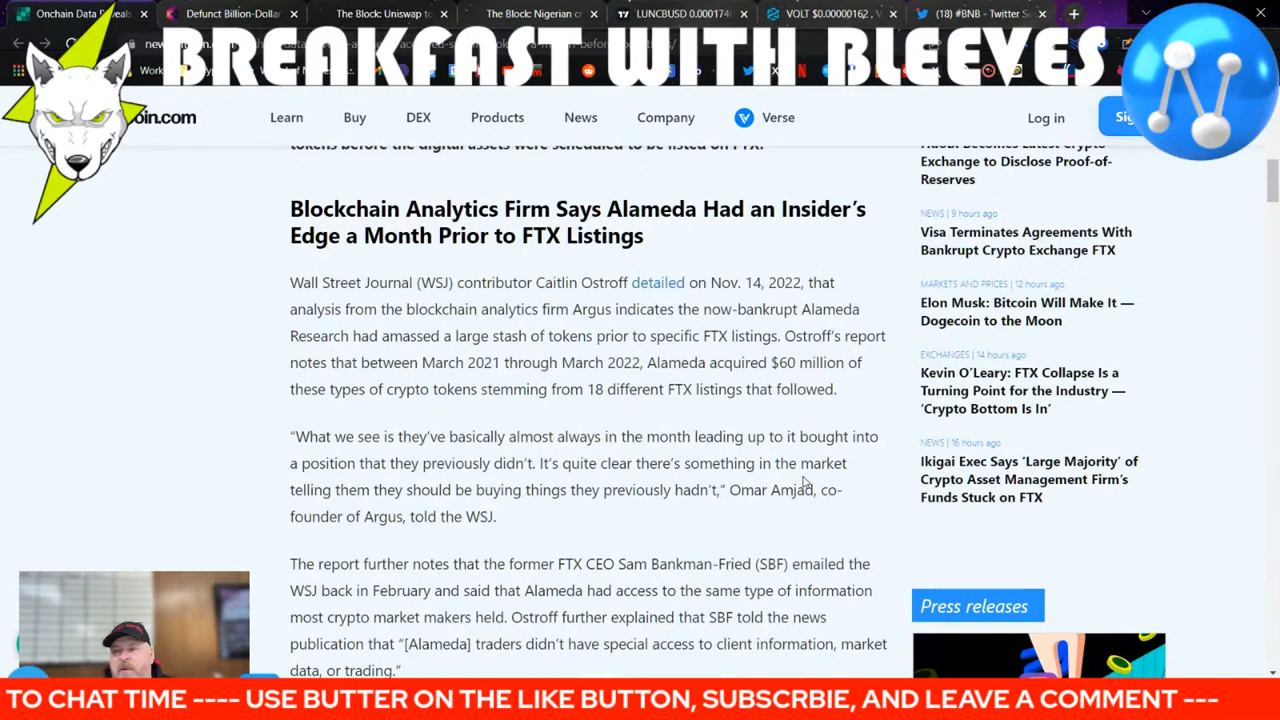 Onchain Data Reveals
Defunct Billion-Dollar
The Block: Uniswap to
The Block: Nigerian c
LUNCBUSD 0.000174
VOLT $0.00000162 , V
(18) #BNB - Twitter Se
BREAKFAST WITH BLEEVES
coin.com
Learn
Buy
DEX
Products
News
Company
Verse
Log in
Sig
tokens before the digital assets were scheduled to be listed on FTX.
Blockchain Analytics Firm Says Alameda Had an Insider’s
Edge a Month Prior to FTX Listings
Wall Street Journal (WSJ) contributor Caitlin Ostroff detailed on Nov. 14, 2022, that
analysis from the blockchain analytics firm Argus indicates the now-bankrupt Alameda
Research had amassed a large stash of tokens prior to specific FTX listings. Ostroff’s report
notes that between March 2021 through March 2022, Alameda acquired $60 million of
these types of crypto tokens stemming from 18 different FTX listings that followed.
“What we see is they’ve basically almost always in the month leading up to it bought into
a position that they previously didn’t. It’s quite clear there’s something in the market
telling them they should be buying things they previously hadn’t,” Omar Amjad, co-
founder of Argus, told the WSJ.
The report further notes that the former FTX CEO Sam Bankman-Fried (SBF) emailed the
WSJ back in February and said that Alameda had access to the same type of information
most crypto market makers held. Ostroff further explained that SBF told the news
publication that “[Alameda] traders didn’t have special access to client information, market
data, or trading.”
Huobi Becomes Latest Crypto
Exchange to Disclose Proof-of-
Reserves
NEWS | 9 hours ago
Visa Terminates Agreements With
Bankrupt Crypto Exchange FTX
MARKETS AND PRICES | 12 hours ago
Elon Musk: Bitcoin Will Make It —
Dogecoin to the Moon
EXCHANGES | 14 hours ago
Kevin O’Leary: FTX Collapse Is a
Turning Point for the Industry —
‘Crypto Bottom Is In’
NEWS | 16 hours ago
Ikigai Exec Says ‘Large Majority’ of
Crypto Asset Management Firm’s
Funds Stuck on FTX
Press releases
TO CHAT TIME ---- USE BUTTER ON THE LIKE BUTTON, SUBSCRBIE, AND LEAVE A COMMENT ---